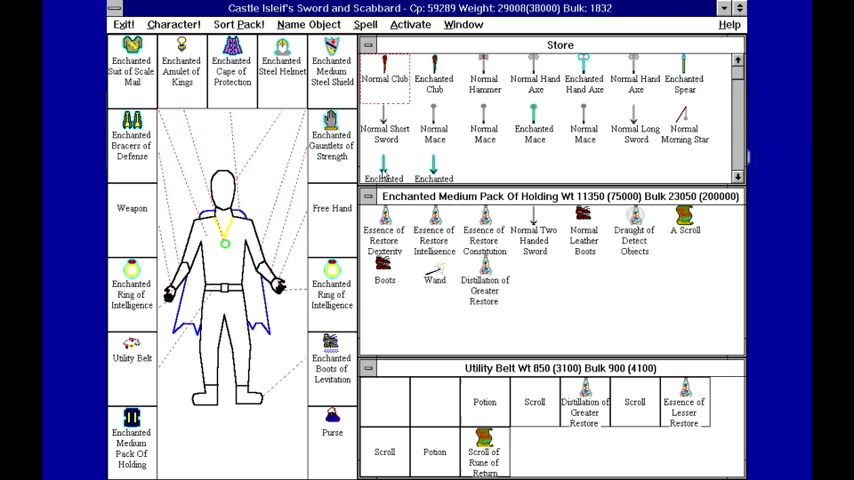 Castle Isleif's Sword and Scabbard - Cp: 59289 Weight: 29008(38000) Bulk: 1832
Exit! Character! Sort Pack! Name Object Spell Activate Window Help
Enchanted Suit of Scale Mail
Enchanted Amulet of Kings
Enchanted Cape of Protection
Enchanted Steel Helmet
Enchanted Medium Steel Shield
Enchanted Bracers of Defense
Enchanted Gauntlets of Strength
Weapon
Free Hand
Enchanted Ring of Intelligence
Enchanted Ring of Intelligence
Utility Belt
Enchanted Boots of Levitation
Enchanted Medium Pack Of Holding
Purse
Store
Normal Club
Enchanted Club
Normal Hammer
Normal Hand Axe
Enchanted Hand Axe
Normal Hand Axe
Enchanted Spear
Normal Short Sword
Normal Mace
Normal Mace
Enchanted Mace
Normal Mace
Normal Long Sword
Normal Morning Star
Enchanted
Enchanted
Enchanted Medium Pack Of Holding Wt 11350 (75000) Bulk 23050 (200000)
Essence of Restore Dexterity
Essence of Restore Intelligence
Essence of Restore Constitution
Normal Two Handed Sword
Normal Leather Boots
Draught of Detect Objects
A Scroll
Boots
Wand
Distillation of Greater Restore
Utility Belt Wt 850 (3100) Bulk 900 (4100)
Potion
Scroll
Distillation of Greater Restore
Scroll
Essence of Lesser Restore
Scroll
Potion
Scroll of Rune of Return